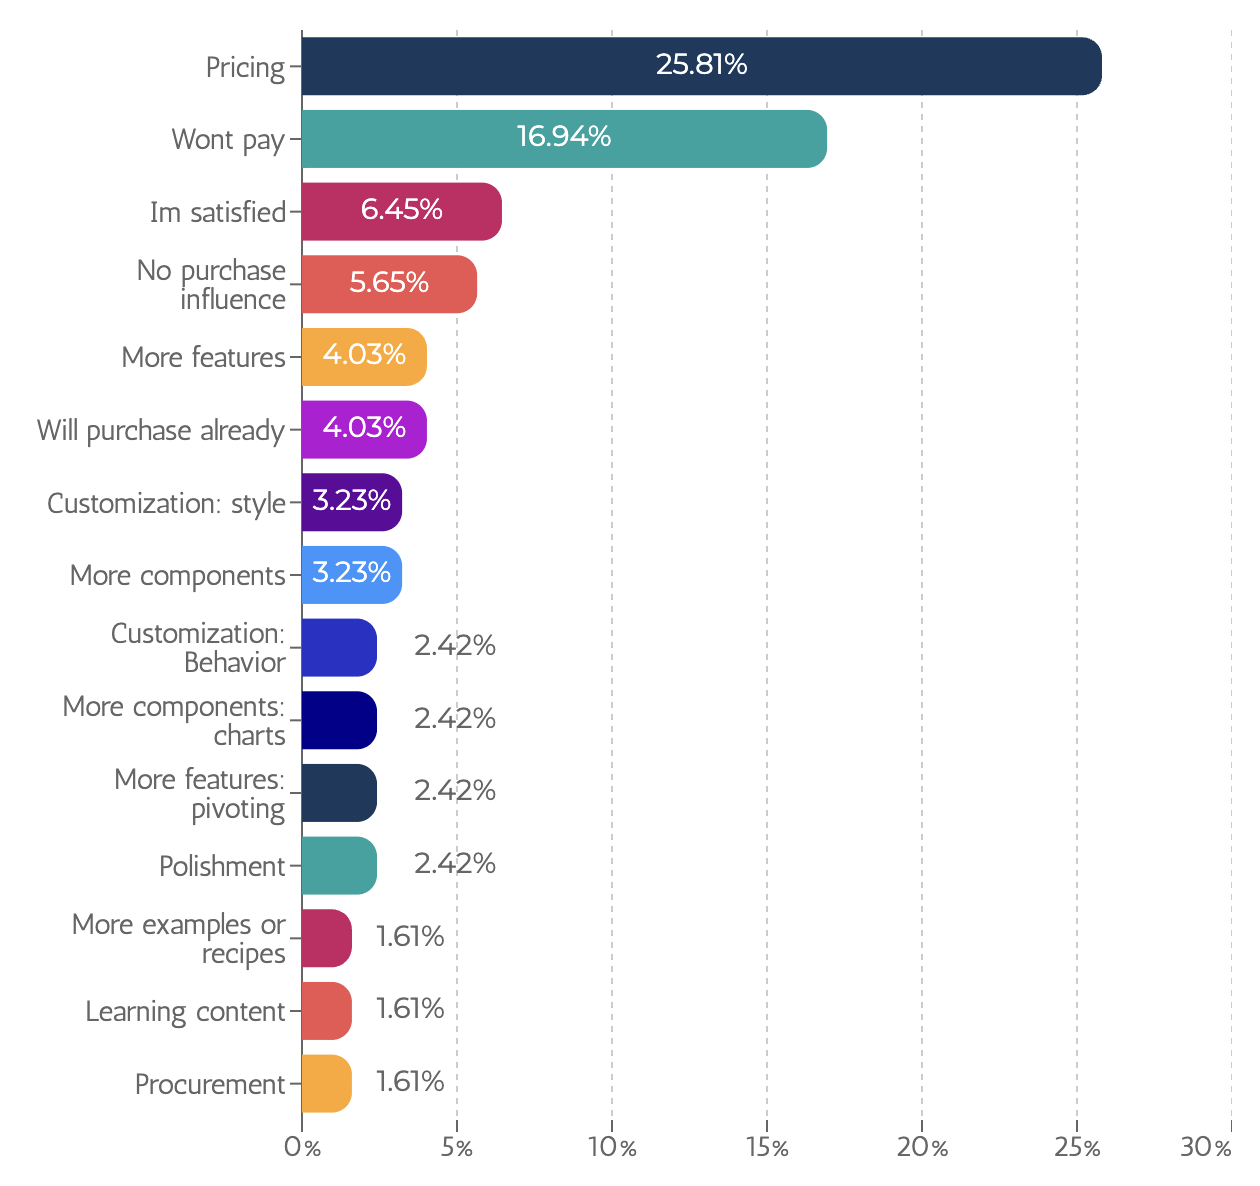 Pricing
25.81%
Wont pay
16.94%
Im satisfied
6.45%
No purchase
influence
5.65%
More features
4.03%
Will purchase already
4.03%
Customization: style
3.23%
More components
3.23%
Customization:
Behavior
2.42%
More components:
charts
2.42%
More features:
pivoting
2.42%
Polishment
2.42%
More examples or
recipes
1.61%
Learning content
1.61%
Procurement
1.61%
0% 5% 10% 15% 20% 25% 30%